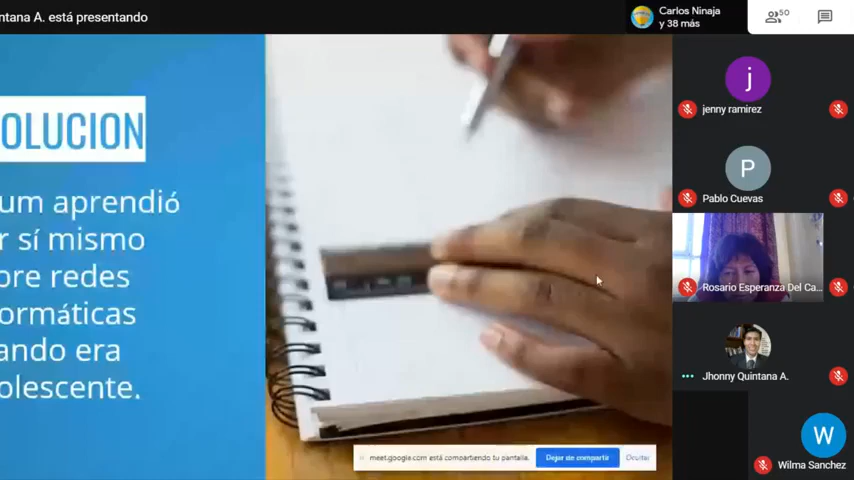 ntana A. está presentando
Carlos Ninaja
y 38 más
50
OLUCION
um aprendió
r sí mismo
bre redes
ormáticas
ando era
olescente.
j
jenny ramirez
P
Pablo Cuevas
Rosario Esperanza Del Ca...
Jhonny Quintana A.
W
Wilma Sanchez
meet.google.com está compartiendo tu pantalla.
Dejar de compartir
Ocultar